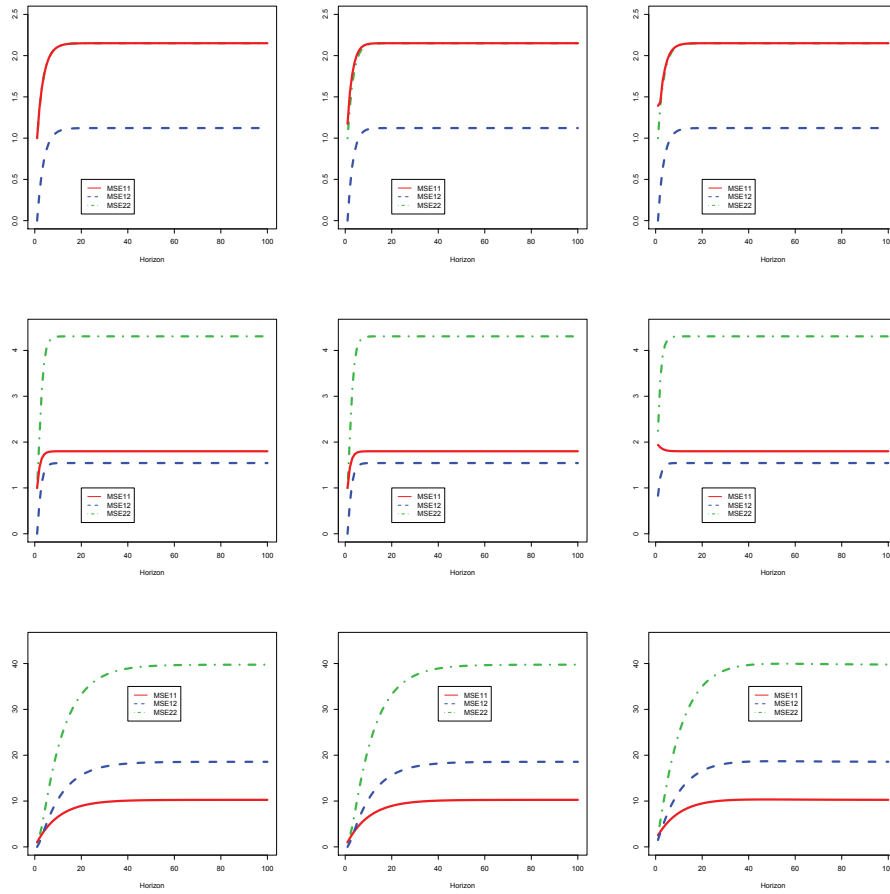 2.5 2.5 2.5
2.0 2.0 2.0
1.5 1.5 1.5
1.0 1.0 1.0
0.5 0.5 0.5
0.0 0.0 0.0
MSE11 MSE11 MSE11
MSE12 MSE12 MSE12
MSE22 MSE22 MSE22
0 20 40 60 80 100 0 20 40 60 80 100 0 20 40 60 80 100
Horizon Horizon Horizon
4 4 4
3 3 3
2 2 2
1 1 1
0 0 0
MSE11 MSE11 MSE11
MSE12 MSE12 MSE12
MSE22 MSE22 MSE22
0 20 40 60 80 100 0 20 40 60 80 100 0 20 40 60 80 100
Horizon Horizon Horizon
40 40 40
30 30 30
20 20 20
10 10 10
0 0 0
MSE11 MSE11 MSE11
MSE12 MSE12 MSE12
MSE22 MSE22 MSE22
0 20 40 60 80 100 0 20 40 60 80 100 0 20 40 60 80 100
Horizon Horizon Horizon